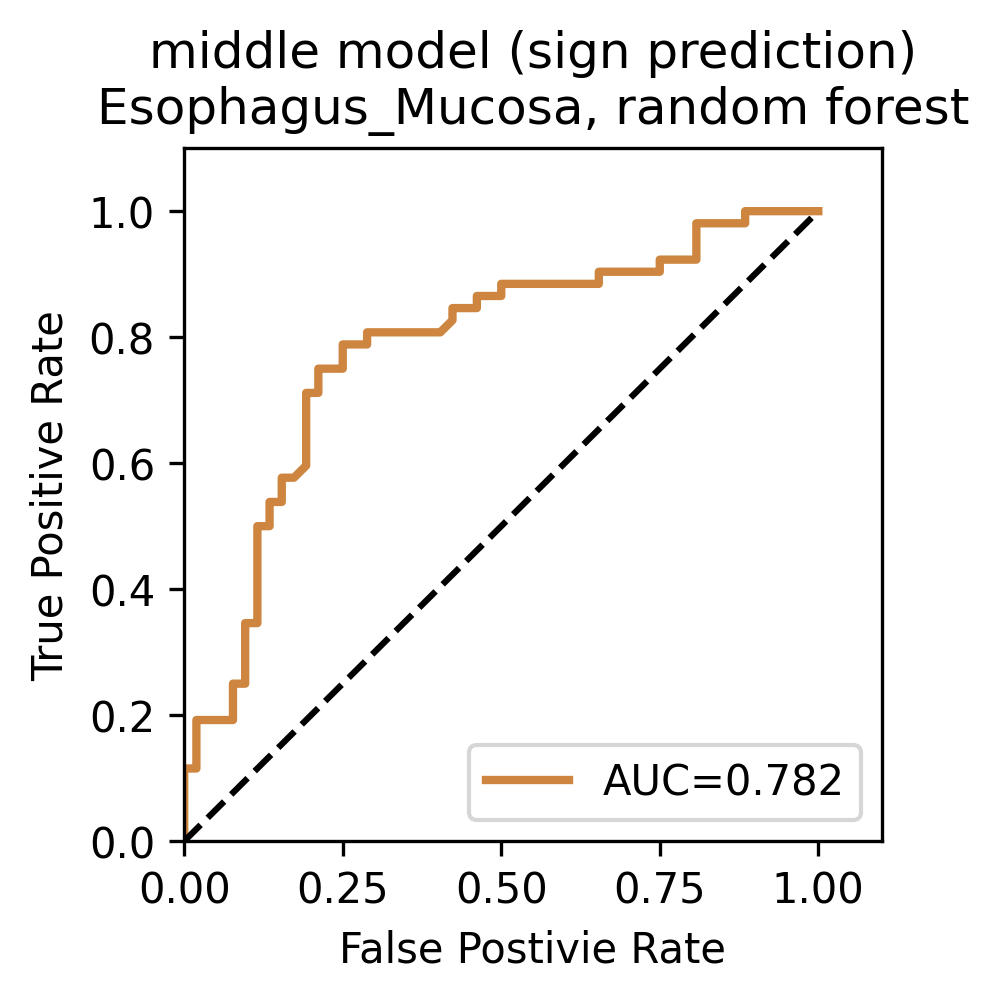 middle model (sign prediction)
Esophagus_Mucosa, random forest
1.0
0.8
0.6
0.4
0.2
0.0
True Positive Rate
AUC=0.782
0.00 0.25 0.50 0.75 1.00
False Postivie Rate